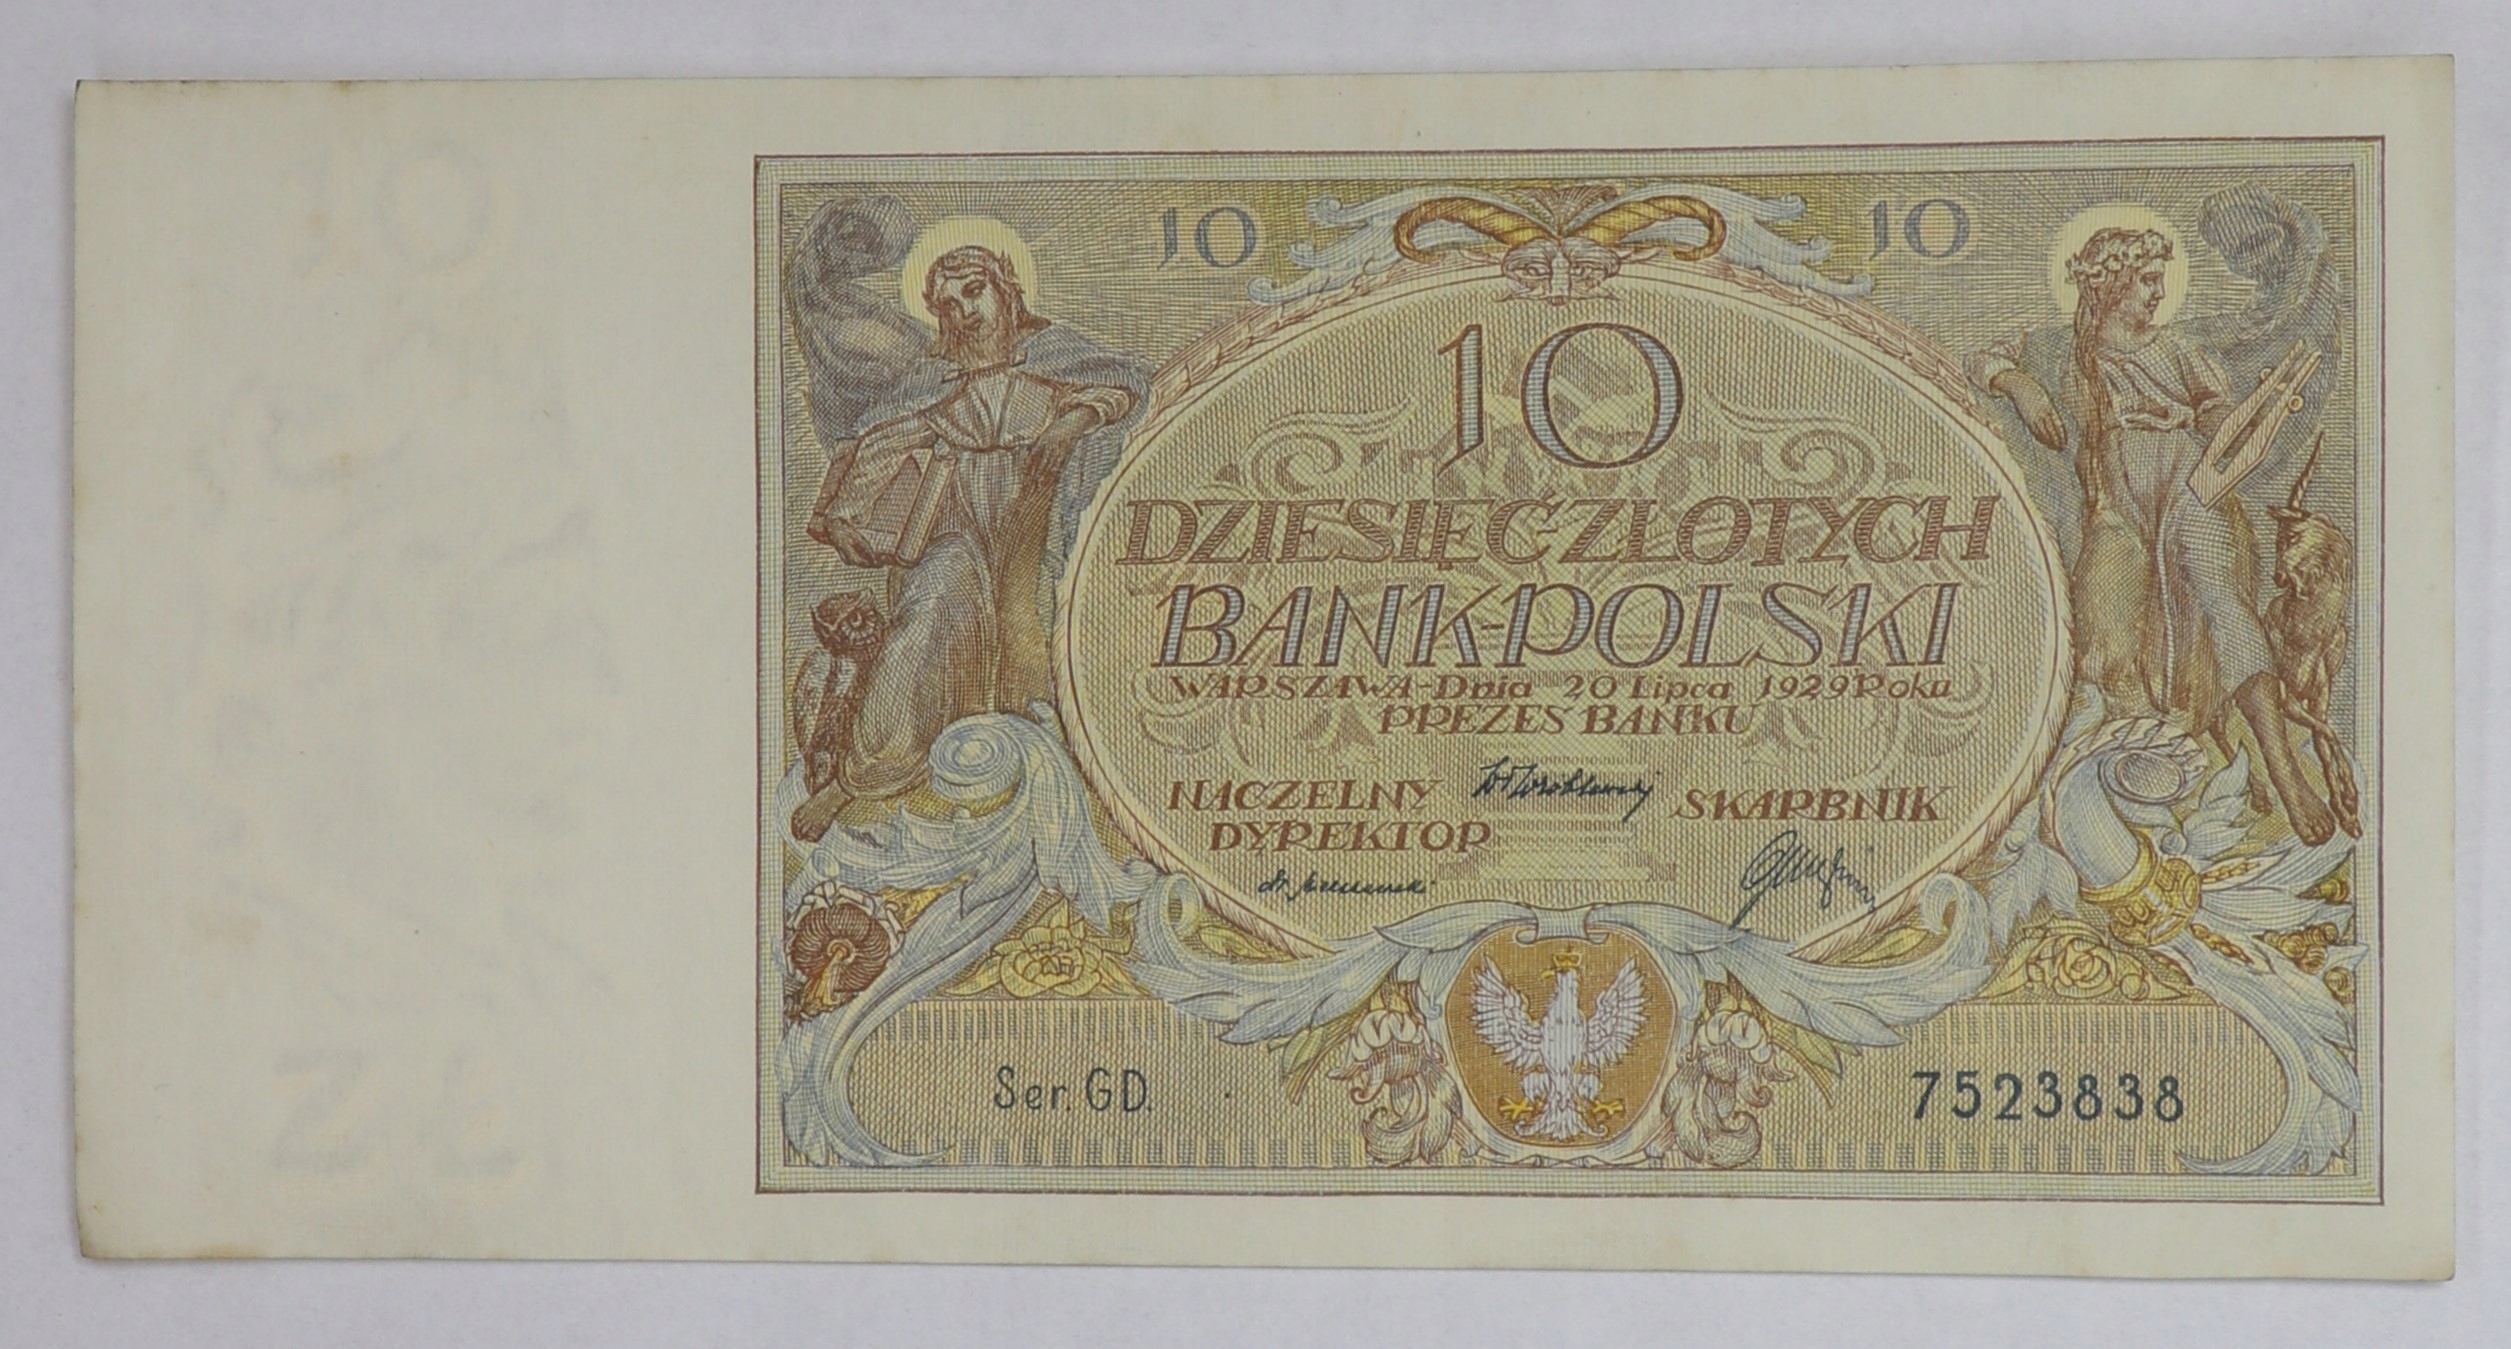 10 10
10
DZIESIĘĆ-ZŁOTYCH
BANK-POLSKI
WARSZAWA-Dnia 20 Lipca 1929 Roku
PREZES BANKU
NACZELNY SKARBNIK
DYREKTOR
Ser. GD. 7523838